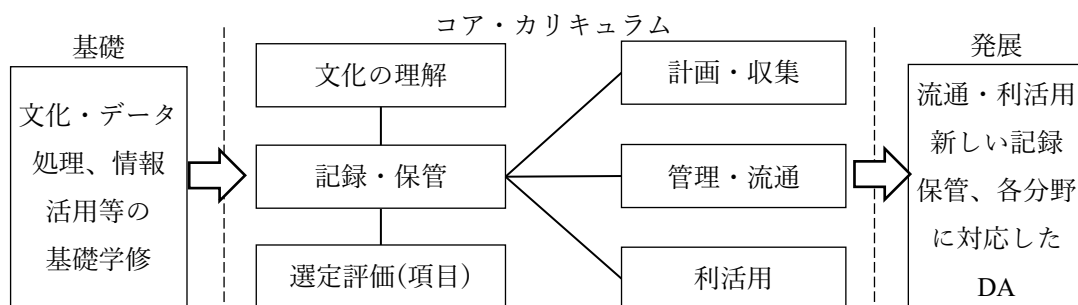 コア・カリキュラム
基礎
文化・データ
処理、情報
活用等の
基礎学修
文化の理解
記録・保管
選定評価(項目)
計画・収集
管理・流通
利活用
発展
流通・利活用
新しい記録
保管、各分野
に対応した
DA